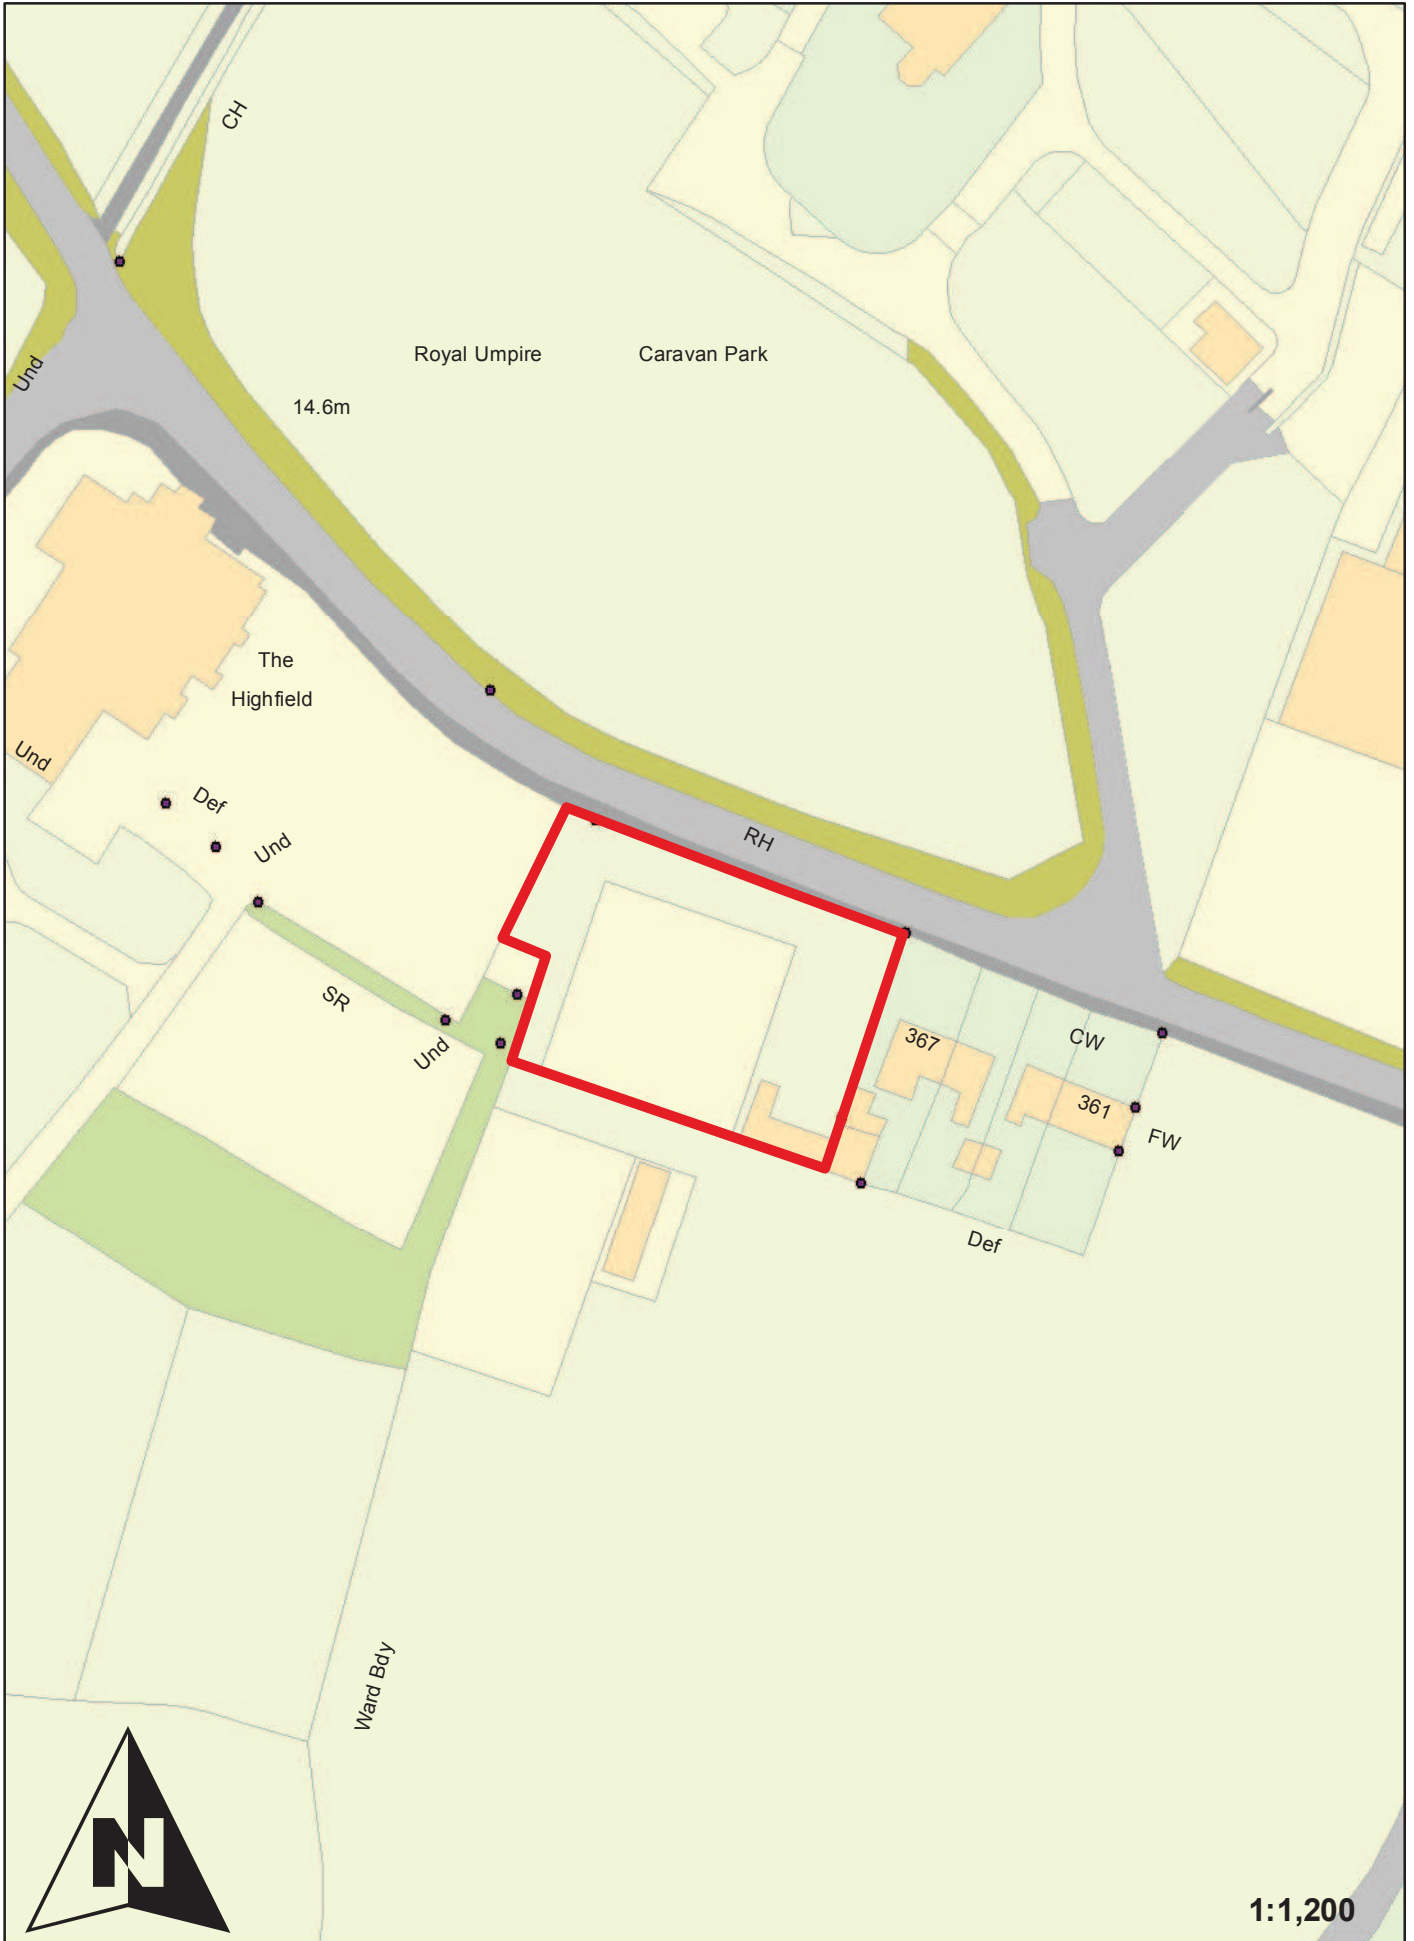 CH
Royal Umpire Caravan Park
Und
14.6m
The
Highfield
Und
Def
Und
RH
SR
Und
367
CW
361
FW
Def
Ward Bdy
N
1:1,200